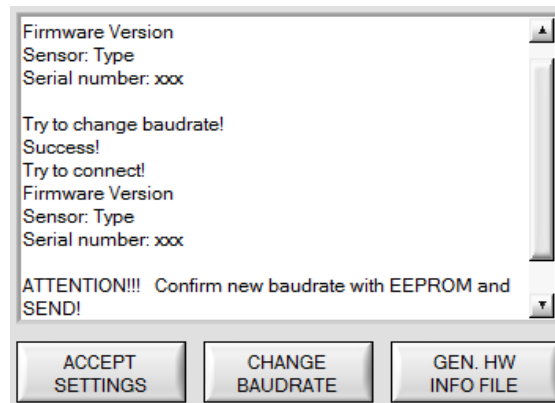 Firmware Version
Sensor: Type
Serial number: xxx
Try to change baudrate!
Success!
Try to connect!
Firmware Version
Sensor: Type
Serial number: xxx
ATTENTION!!!   Confirm new baudrate with EEPROM and
SEND!
ACCEPT
SETTINGS
CHANGE
BAUDRATE
GEN. HW
INFO FILE